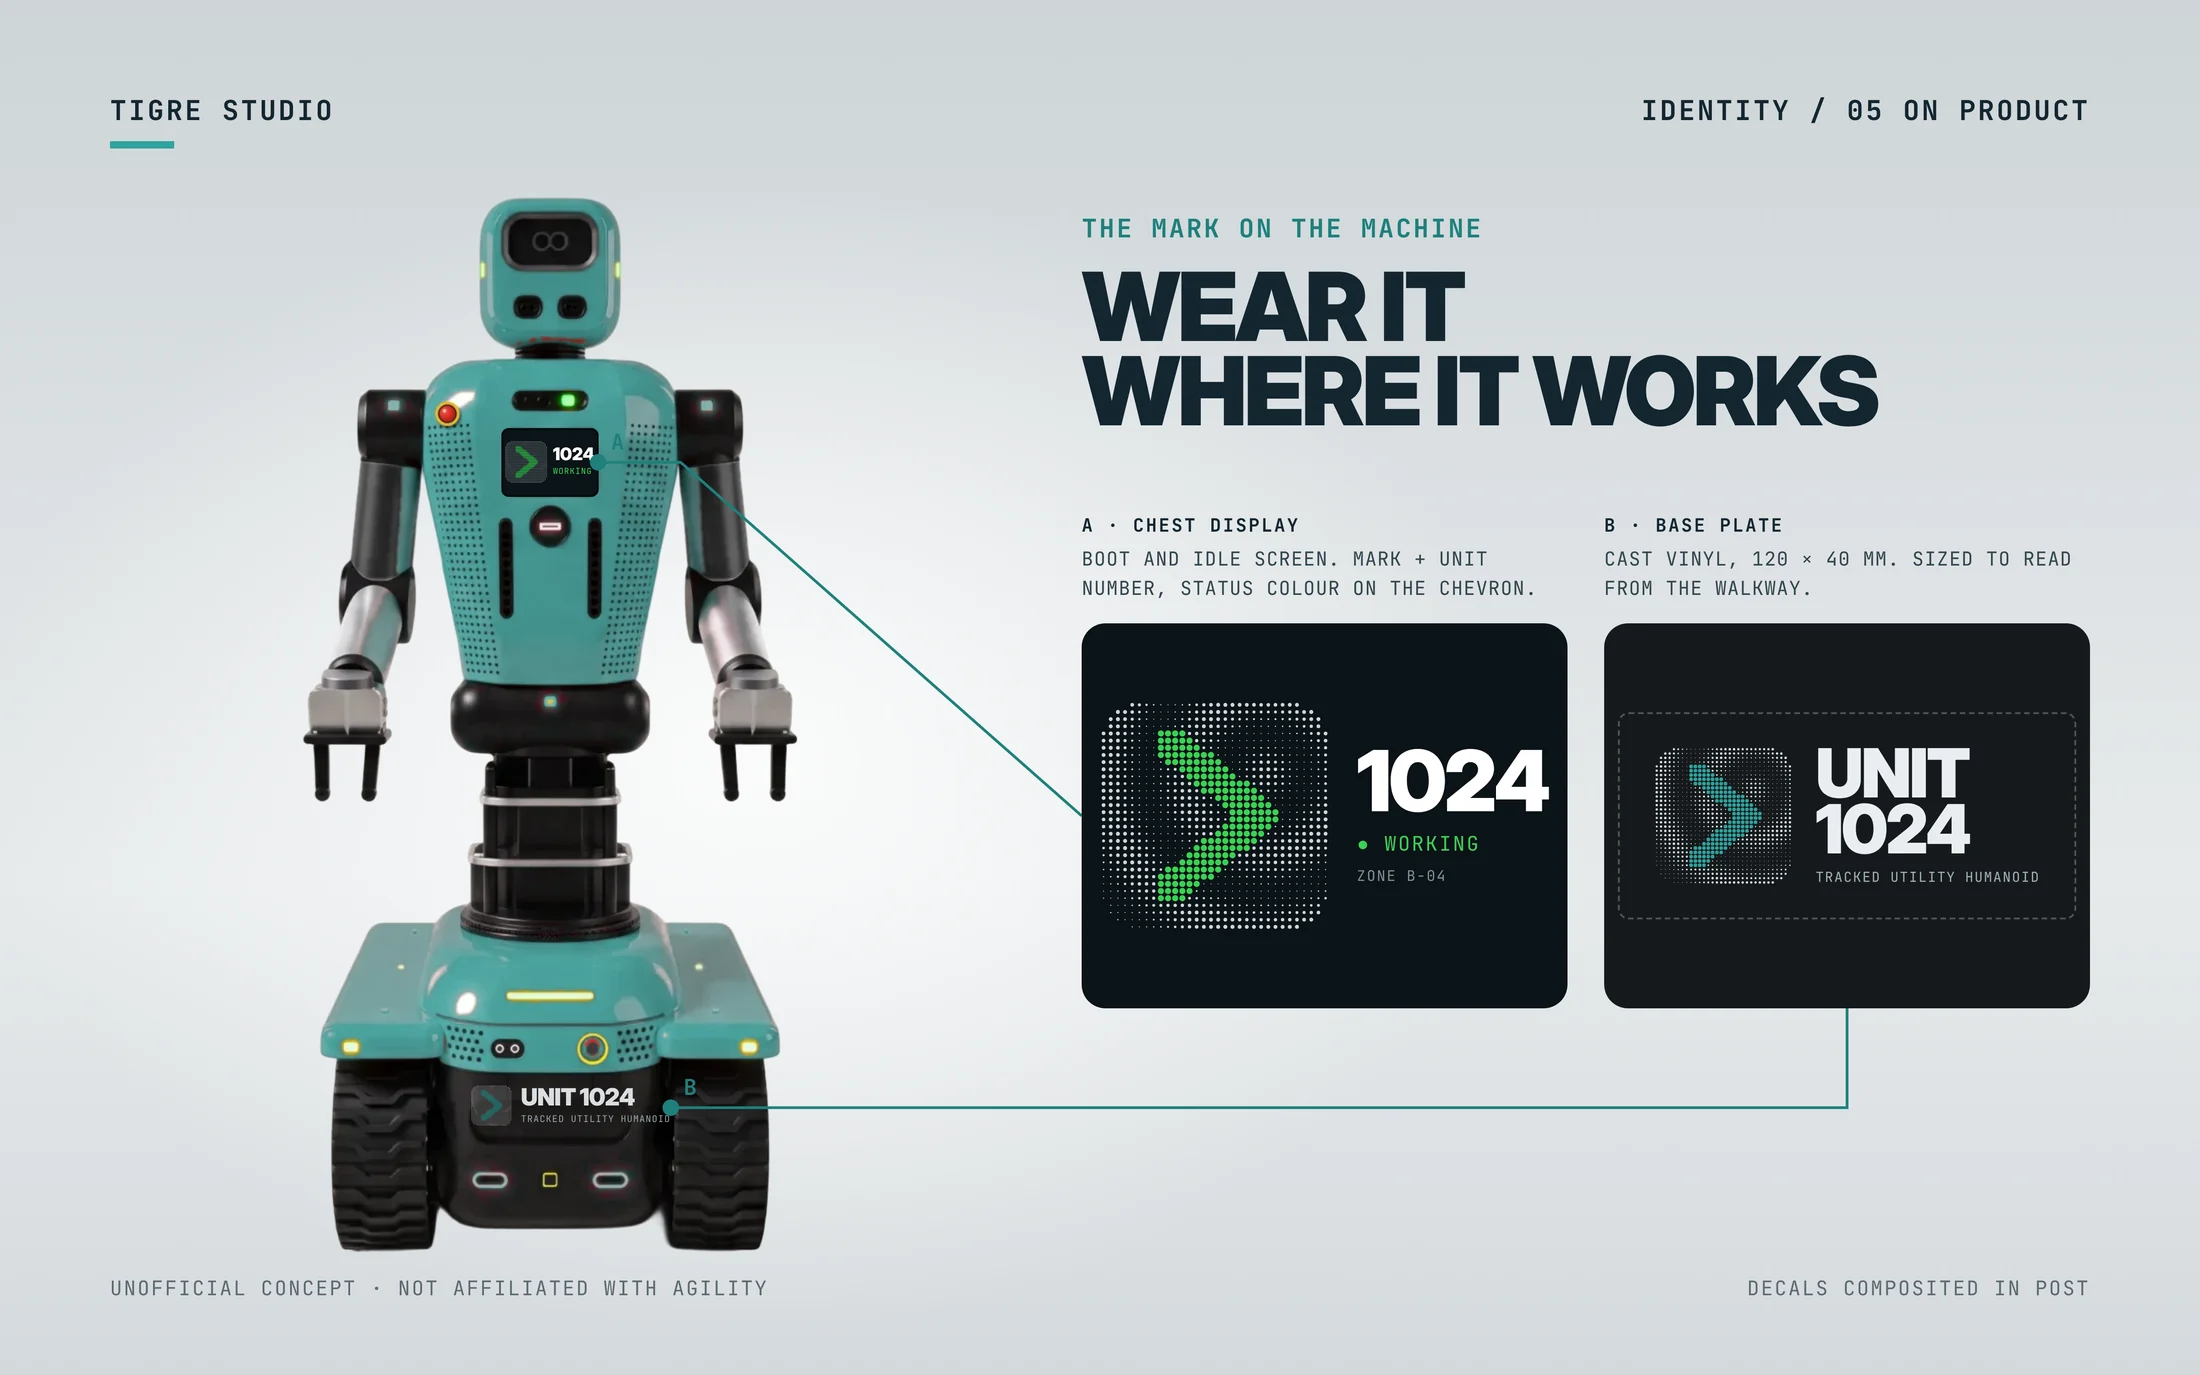 TIGRE STUDIO
IDENTITY / 05 ON PRODUCT
THE MARK ON THE MACHINE
WEAR IT
WHERE IT WORKS
A · CHEST DISPLAY
BOOT AND IDLE SCREEN. MARK + UNIT
NUMBER, STATUS COLOUR ON THE CHEVRON.
B · BASE PLATE
CAST VINYL, 120 × 40 MM. SIZED TO READ
FROM THE WALKWAY.
1024
WORKING
A
1024
• WORKING
ZONE B-04
UNIT
1024
TRACKED UTILITY HUMANOID
UNIT 1024
TRACKED UTILITY HUMANOID
B
UNOFFICIAL CONCEPT · NOT AFFILIATED WITH AGILITY
DECALS COMPOSITED IN POST